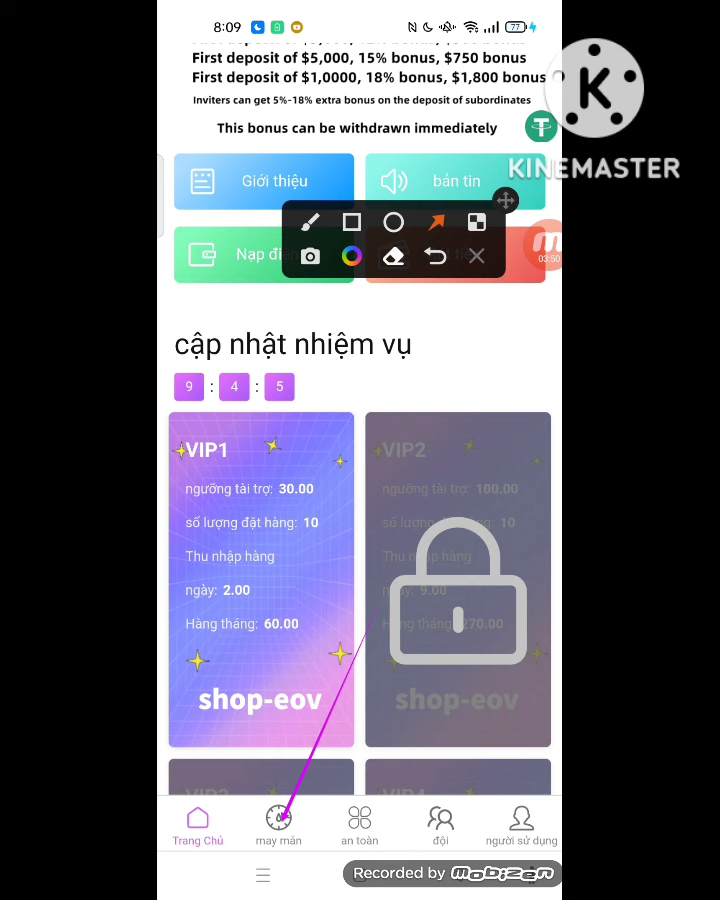 8:09
77
First deposit of $5,000, 15% bonus, $750 bonus
First deposit of $1,0000, 18% bonus, $1,800 bonus
Inviters can get 5%-18% extra bonus on the deposit of subordinates
This bonus can be withdrawn immediately
K
KINEMASTER
Giới thiệu
bản tin
Nạp
03:50
cập nhật nhiệm vụ
9 : 4 : 5
VIP1
ngưỡng tài trợ: 30.00
số lượng đặt hàng: 10
Thu nhập hàng
ngày: 2.00
Hàng tháng: 60.00
shop-eov
VIP2
ngưỡng tài trợ: 100.00
số lượng đặt hàng: 10
Thu nhập hàng
ngày: 9.00
Hàng tháng: 270.00
shop-eov
Trang Chủ
may mắn
an toàn
đội
người sử dụng
Recorded by mobizen